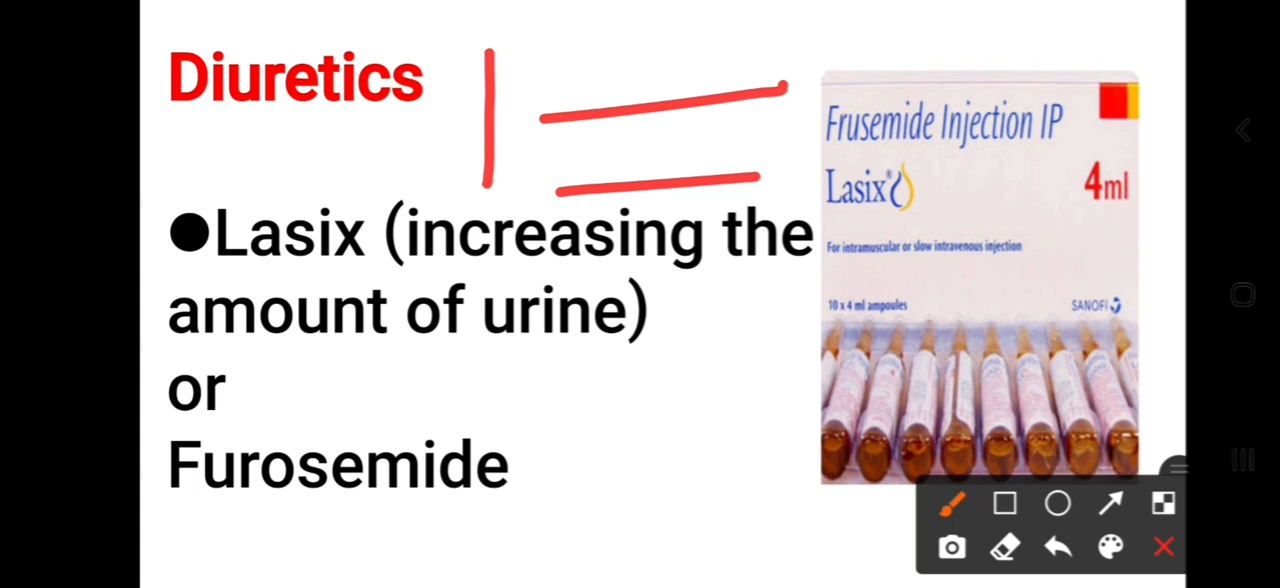 Diuretics
●Lasix (increasing the
amount of urine)
or
Furosemide
Frusemide Injection IP
Lasix®
4ml
For intramuscular or slow intravenous injection
10 x 4 ml ampoules
SANOFI